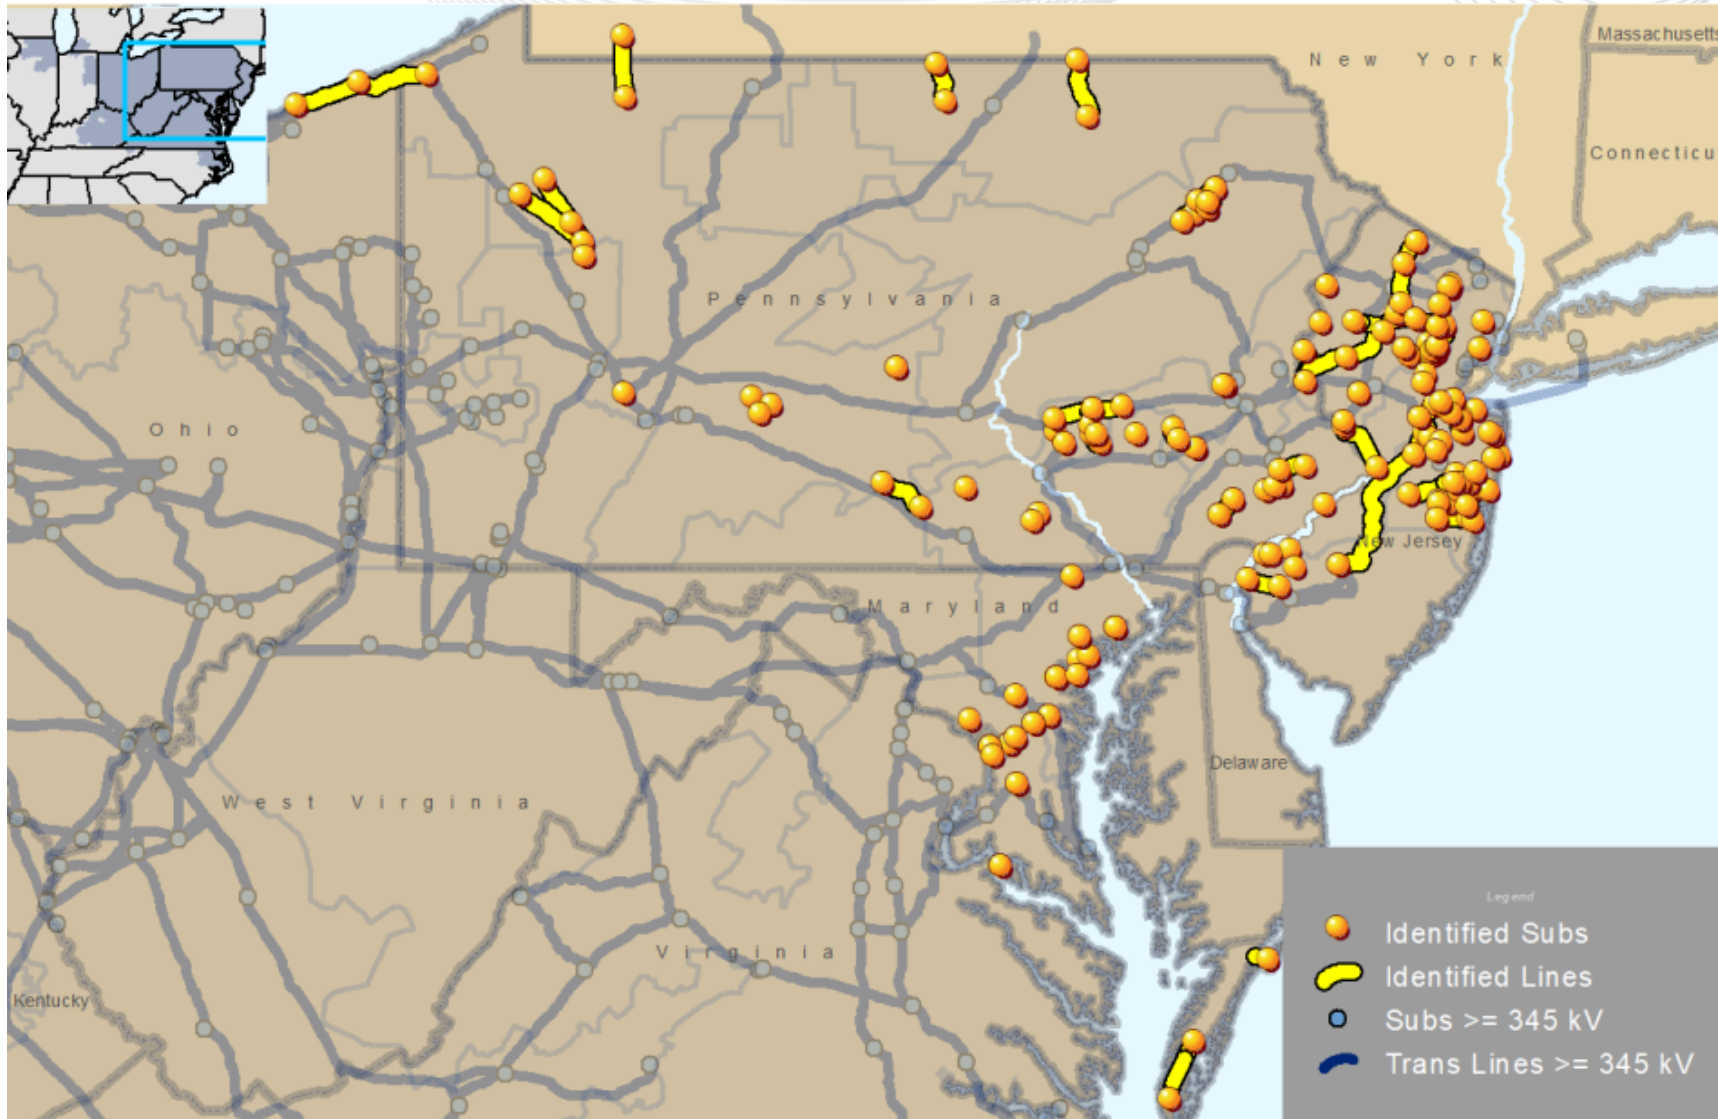 New York
Massachusetts
Connecticu
Pennsylvania
Ohio
New Jersey
Maryland
Delaware
West Virginia
Virginia
Kentucky
Legend
Identified Subs
Identified Lines
Subs >= 345 kV
Trans Lines >= 345 kV